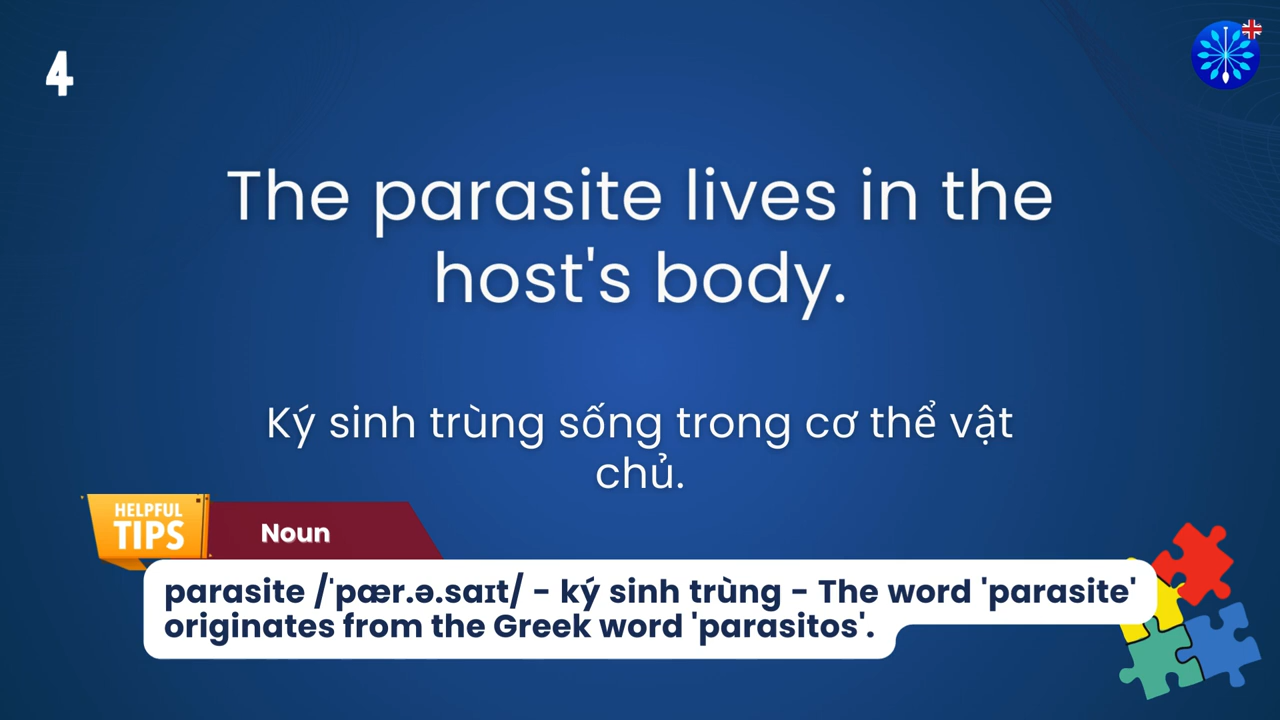 4
The parasite lives in the
host's body.
Ký sinh trùng sống trong cơ thể vật
chủ.
HELPFUL
TIPS
Noun
parasite /ˈpær.ə.saɪt/ - ký sinh trùng - The word 'parasite'
originates from the Greek word 'parasitos'.